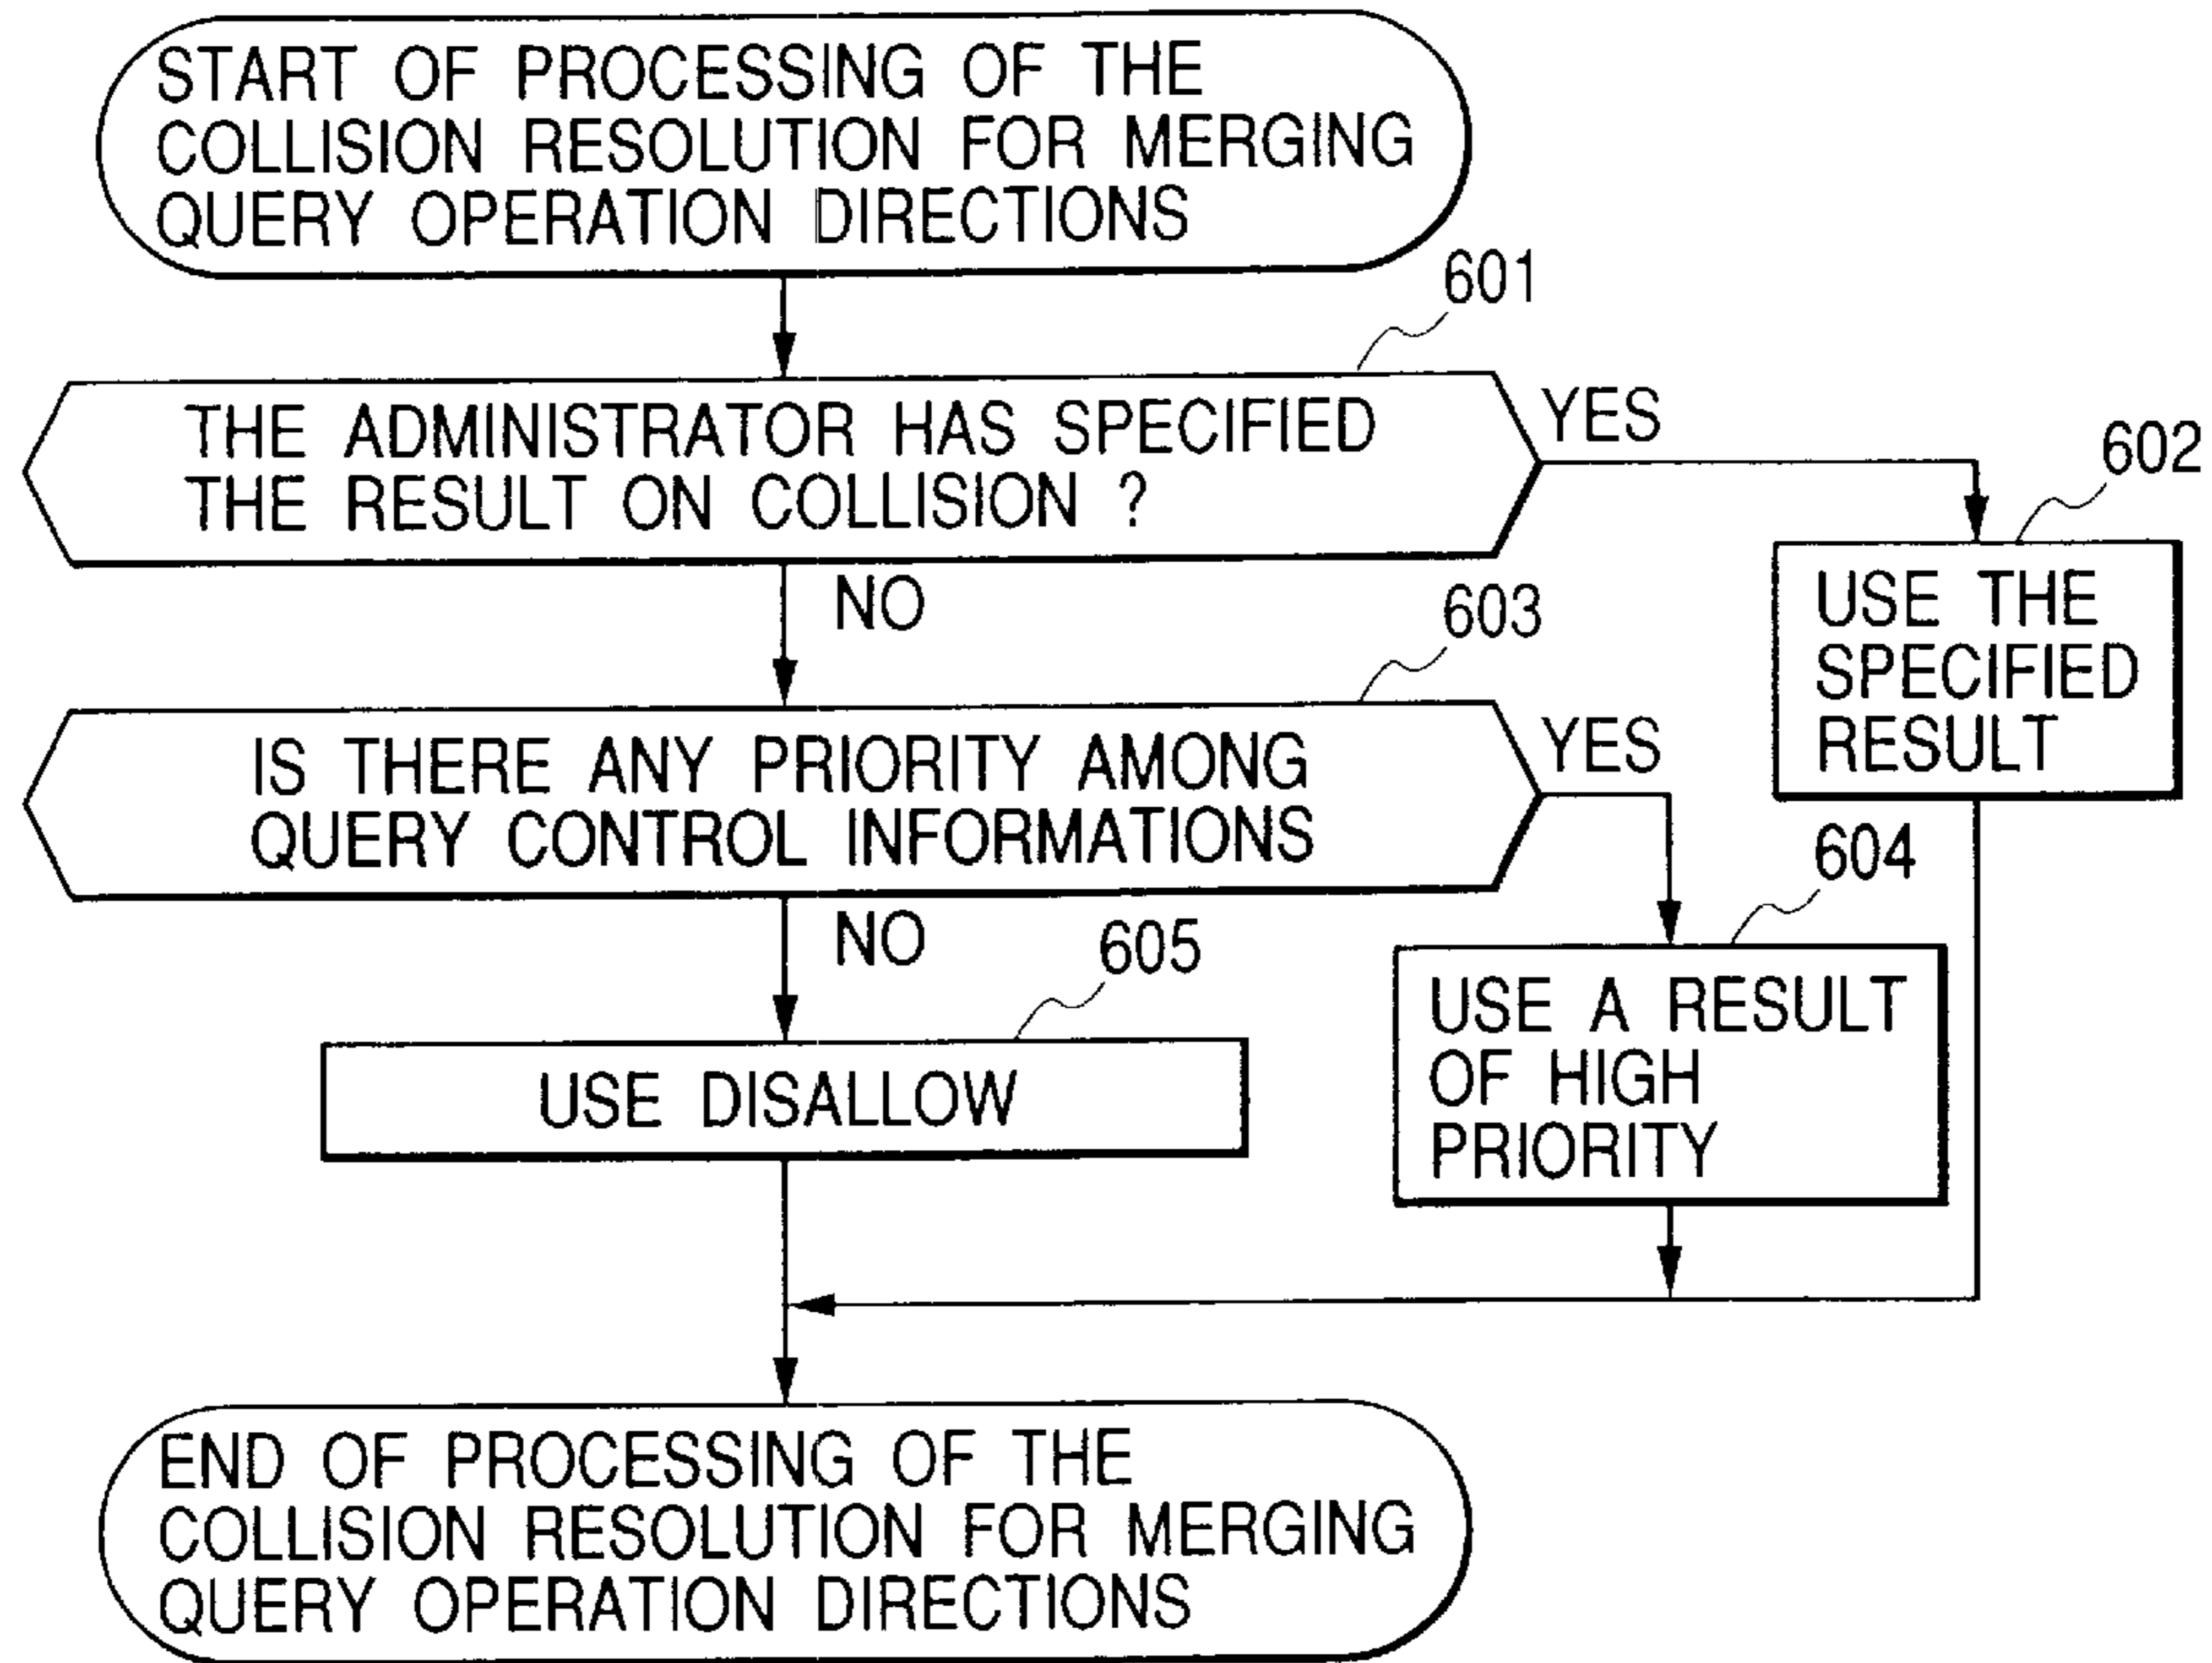 START OF PROCESSING OF THE
COLLISION RESOLUTION FOR MERGING
QUERY OPERATION DIRECTIONS
601
THE ADMINISTRATOR HAS SPECIFIED
THE RESULT ON COLLISION ?
YES
602
USE THE
SPECIFIED
RESULT
NO
603
IS THERE ANY PRIORITY AMONG
QUERY CONTROL INFORMATIONS
YES
604
USE A RESULT
OF HIGH
PRIORITY
NO
605
USE DISALLOW
END OF PROCESSING OF THE
COLLISION RESOLUTION FOR MERGING
QUERY OPERATION DIRECTIONS